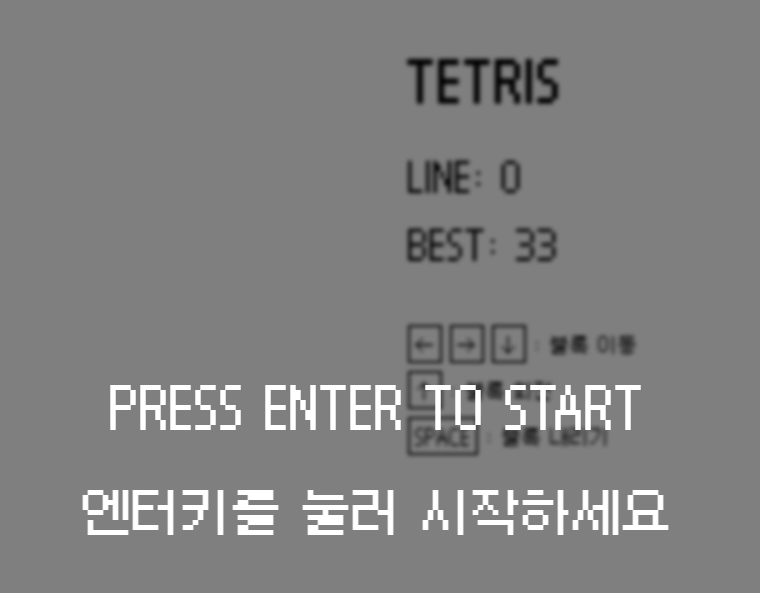 TETRIS
LINE: 0
BEST: 33
← → ↓ : 블록 이동
↑
PRESS ENTER TO START
SPACE : 블록 내리기
엔터키를 눌러 시작하세요